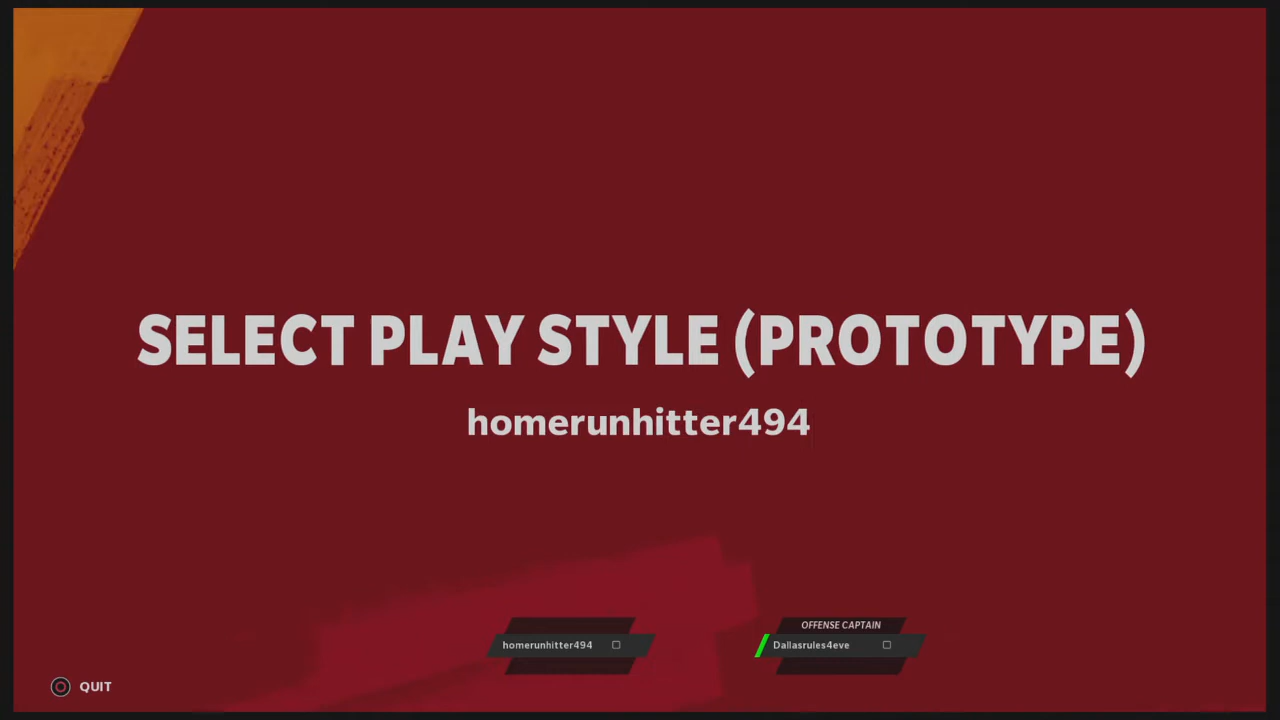 SELECT PLAY STYLE (PROTOTYPE)
homerunhitter494
OFFENSE CAPTAIN
homerunhitter494
Dallasrules4eve
QUIT